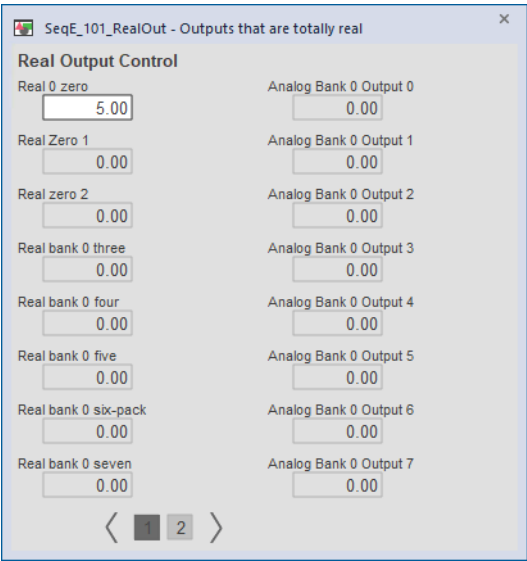 SeqE_101_RealOut - Outputs that are totally real
Real Output Control
Real 0 zero Analog Bank 0 Output 0
5.00 0.00
Real Zero 1 Analog Bank 0 Output 1
0.00 0.00
Real zero 2 Analog Bank 0 Output 2
0.00 0.00
Real bank 0 three Analog Bank 0 Output 3
0.00 0.00
Real bank 0 four Analog Bank 0 Output 4
0.00 0.00
Real bank 0 five Analog Bank 0 Output 5
0.00 0.00
Real bank 0 six-pack Analog Bank 0 Output 6
0.00 0.00
Real bank 0 seven Analog Bank 0 Output 7
0.00 0.00
1 2